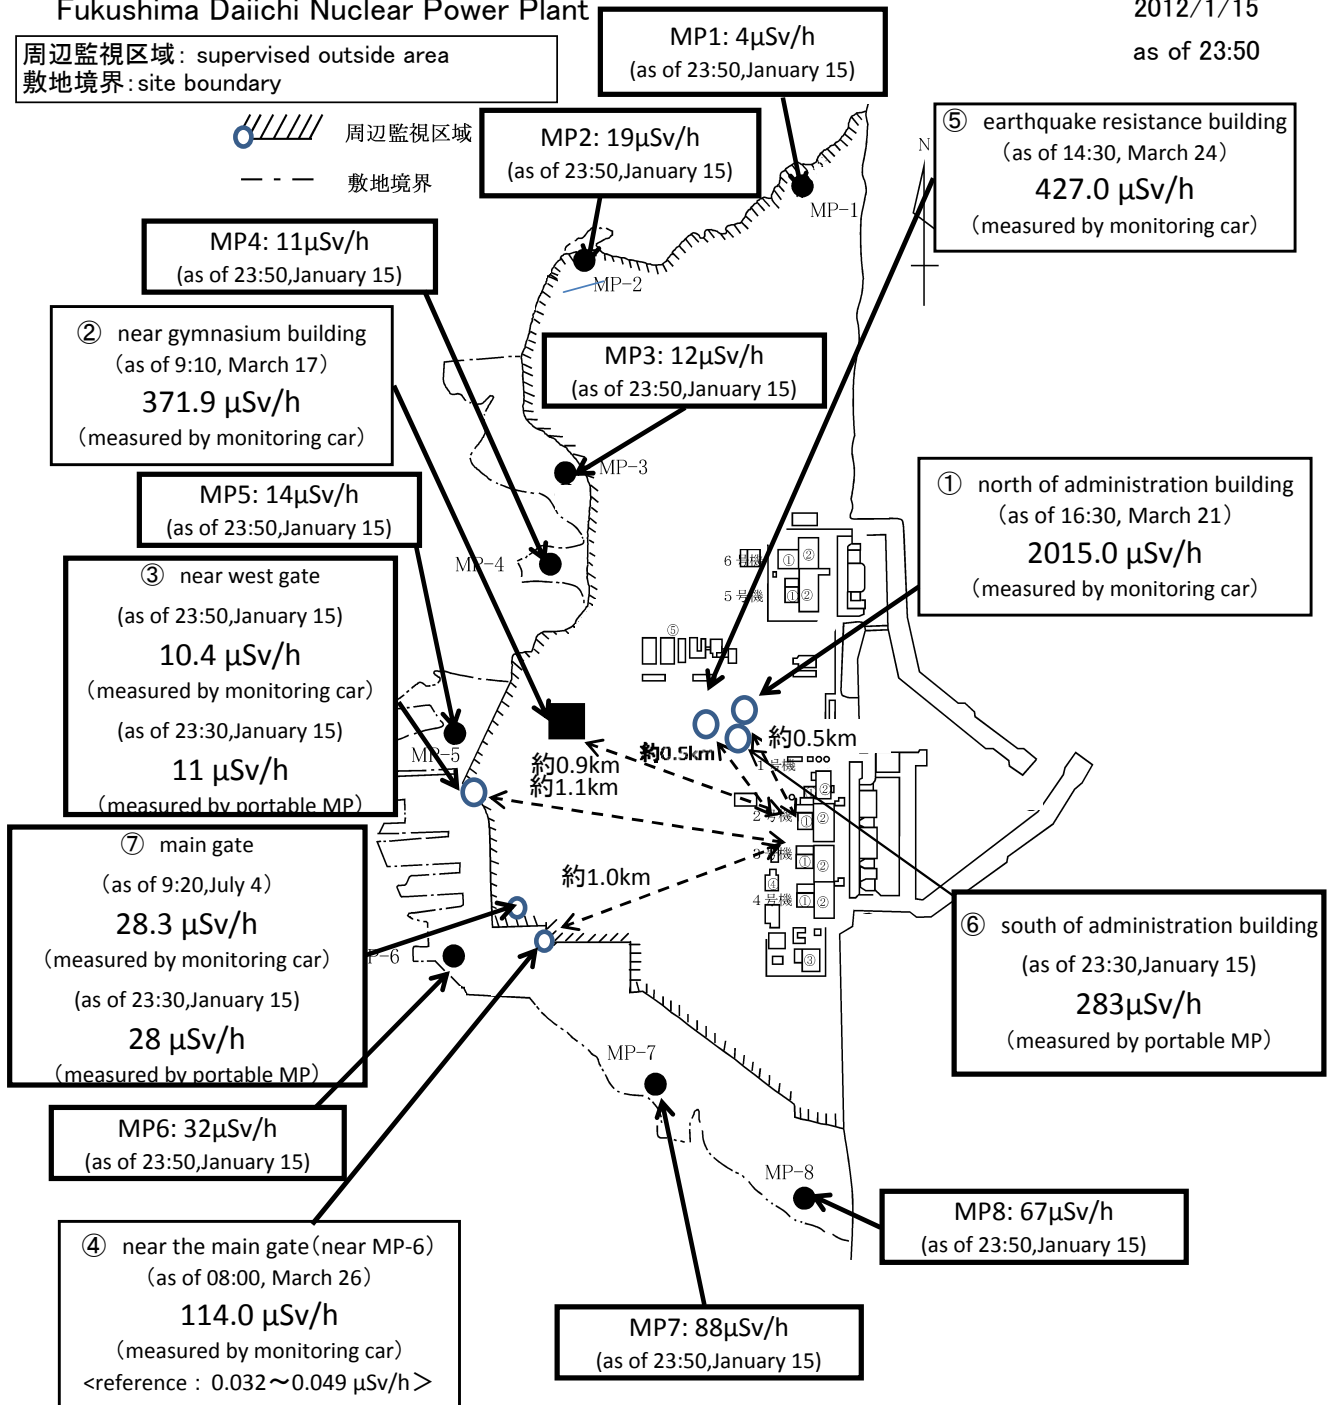 Fukushima Daiichi Nuclear Power Plant
2012/1/15
as of 23:50
周辺監視区域: supervised outside area
敷地境界:site boundary
周辺監視区域
敷地境界
MP1: 4μSv/h
(as of 23:50,January 15)
MP2: 19μSv/h
(as of 23:50,January 15)
⑤ earthquake resistance building
(as of 14:30, March 24)
427.0 μSv/h
(measured by monitoring car)
N
MP-1
MP4: 11μSv/h
(as of 23:50,January 15)
MP-2
② near gymnasium building
(as of 9:10, March 17)
371.9 μSv/h
(measured by monitoring car)
MP3: 12μSv/h
(as of 23:50,January 15)
MP-3
MP5: 14μSv/h
(as of 23:50,January 15)
① north of administration building
(as of 16:30, March 21)
2015.0 μSv/h
(measured by monitoring car)
MP-4
6号機
① ②
5号機
① ②
③ near west gate
(as of 23:50,January 15)
10.4 μSv/h
(measured by monitoring car)
(as of 23:30,January 15)
11 μSv/h
(measured by portable MP)
⑤
MP-5
約0.5km
約0.5km
約0.9km
約1.1km
1号機
②
2号機
① ②
3号機
① ②
④
4号機
① ②
③
約1.0km
⑦ main gate
(as of 9:20,July 4)
28.3 μSv/h
(measured by monitoring car)
(as of 23:30,January 15)
28 μSv/h
(measured by portable MP)
P-6
⑥ south of administration building
(as of 23:30,January 15)
283μSv/h
(measured by portable MP)
MP-7
MP6: 32μSv/h
(as of 23:50,January 15)
MP-8
MP8: 67μSv/h
(as of 23:50,January 15)
④ near the main gate(near MP-6)
(as of 08:00, March 26)
114.0 μSv/h
(measured by monitoring car)
<reference : 0.032～0.049 μSv/h>
MP7: 88μSv/h
(as of 23:50,January 15)